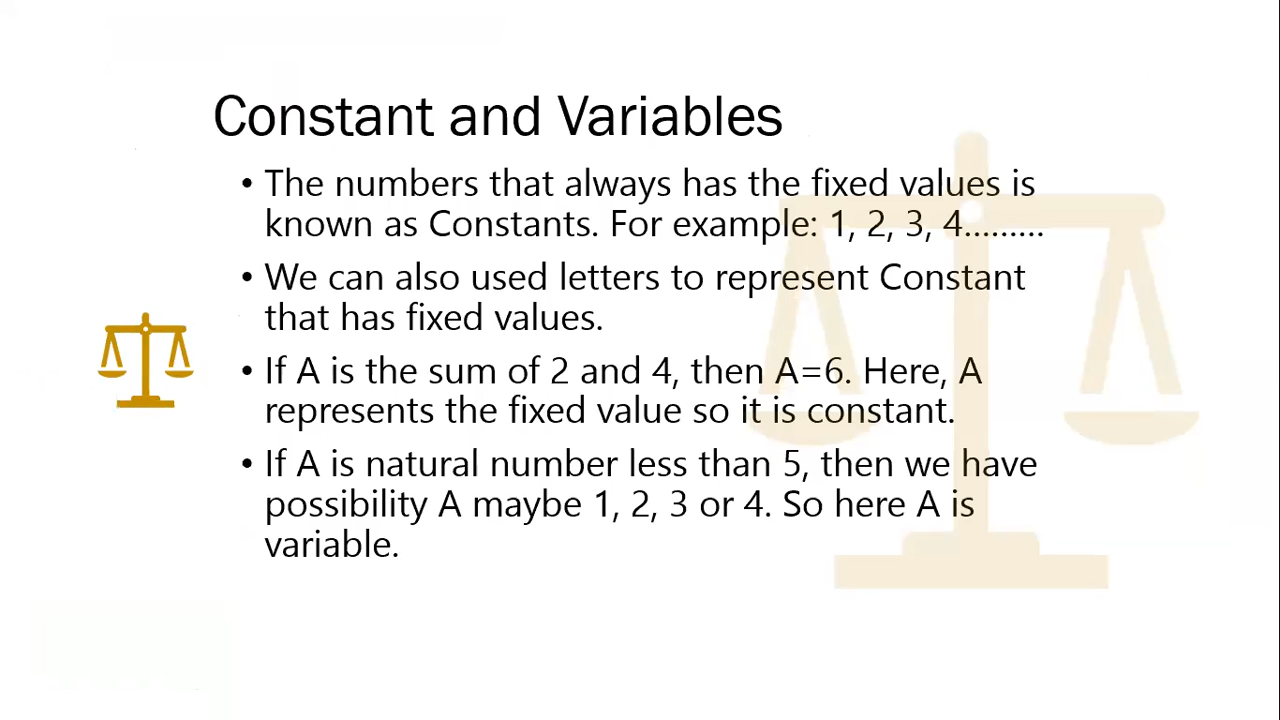 Constant and Variables
• The numbers that always has the fixed values is
known as Constants. For example: 1, 2, 3, 4.........
• We can also used letters to represent Constant
that has fixed values.
• If A is the sum of 2 and 4, then A=6. Here, A
represents the fixed value so it is constant.
• If A is natural number less than 5, then we have
possibility A maybe 1, 2, 3 or 4. So here A is
variable.